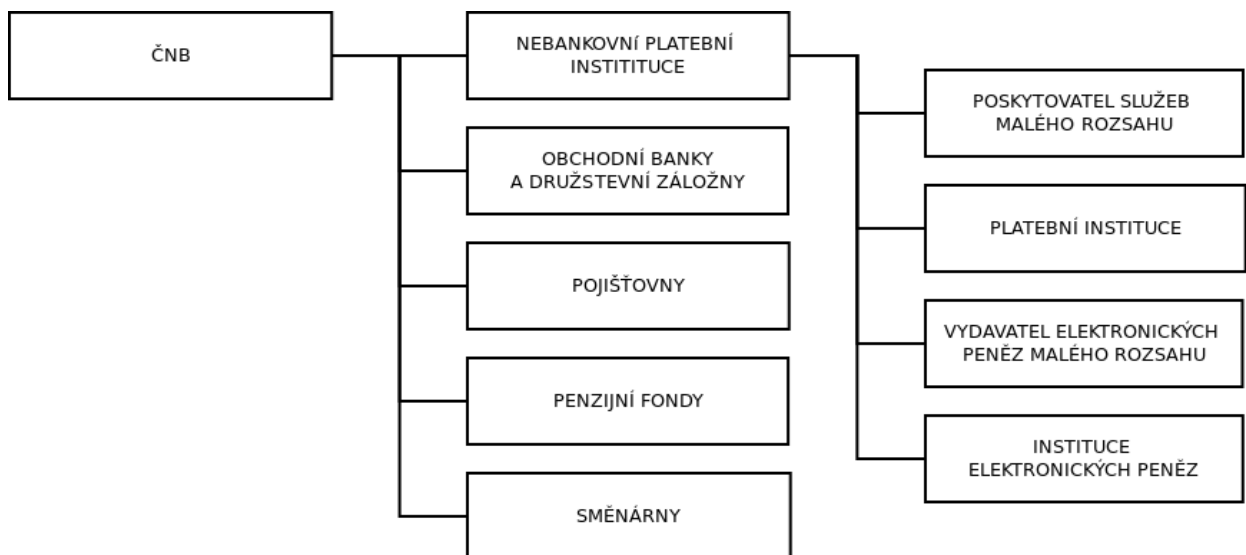 ČNB
NEBANKOVNÍ PLATEBNÍ
INSTITITUCE
OBCHODNÍ BANKY
A DRUŽSTEVNÍ ZÁLOŽNY
POJIŠŤOVNY
PENZIJNÍ FONDY
SMĚNÁRNY
POSKYTOVATEL SLUŽEB
MALÉHO ROZSAHU
PLATEBNÍ INSTITUCE
VYDAVATEL ELEKTRONICKÝCH
PENĚZ MALÉHO ROZSAHU
INSTITUCE
ELEKTRONICKÝCH PENĚZ